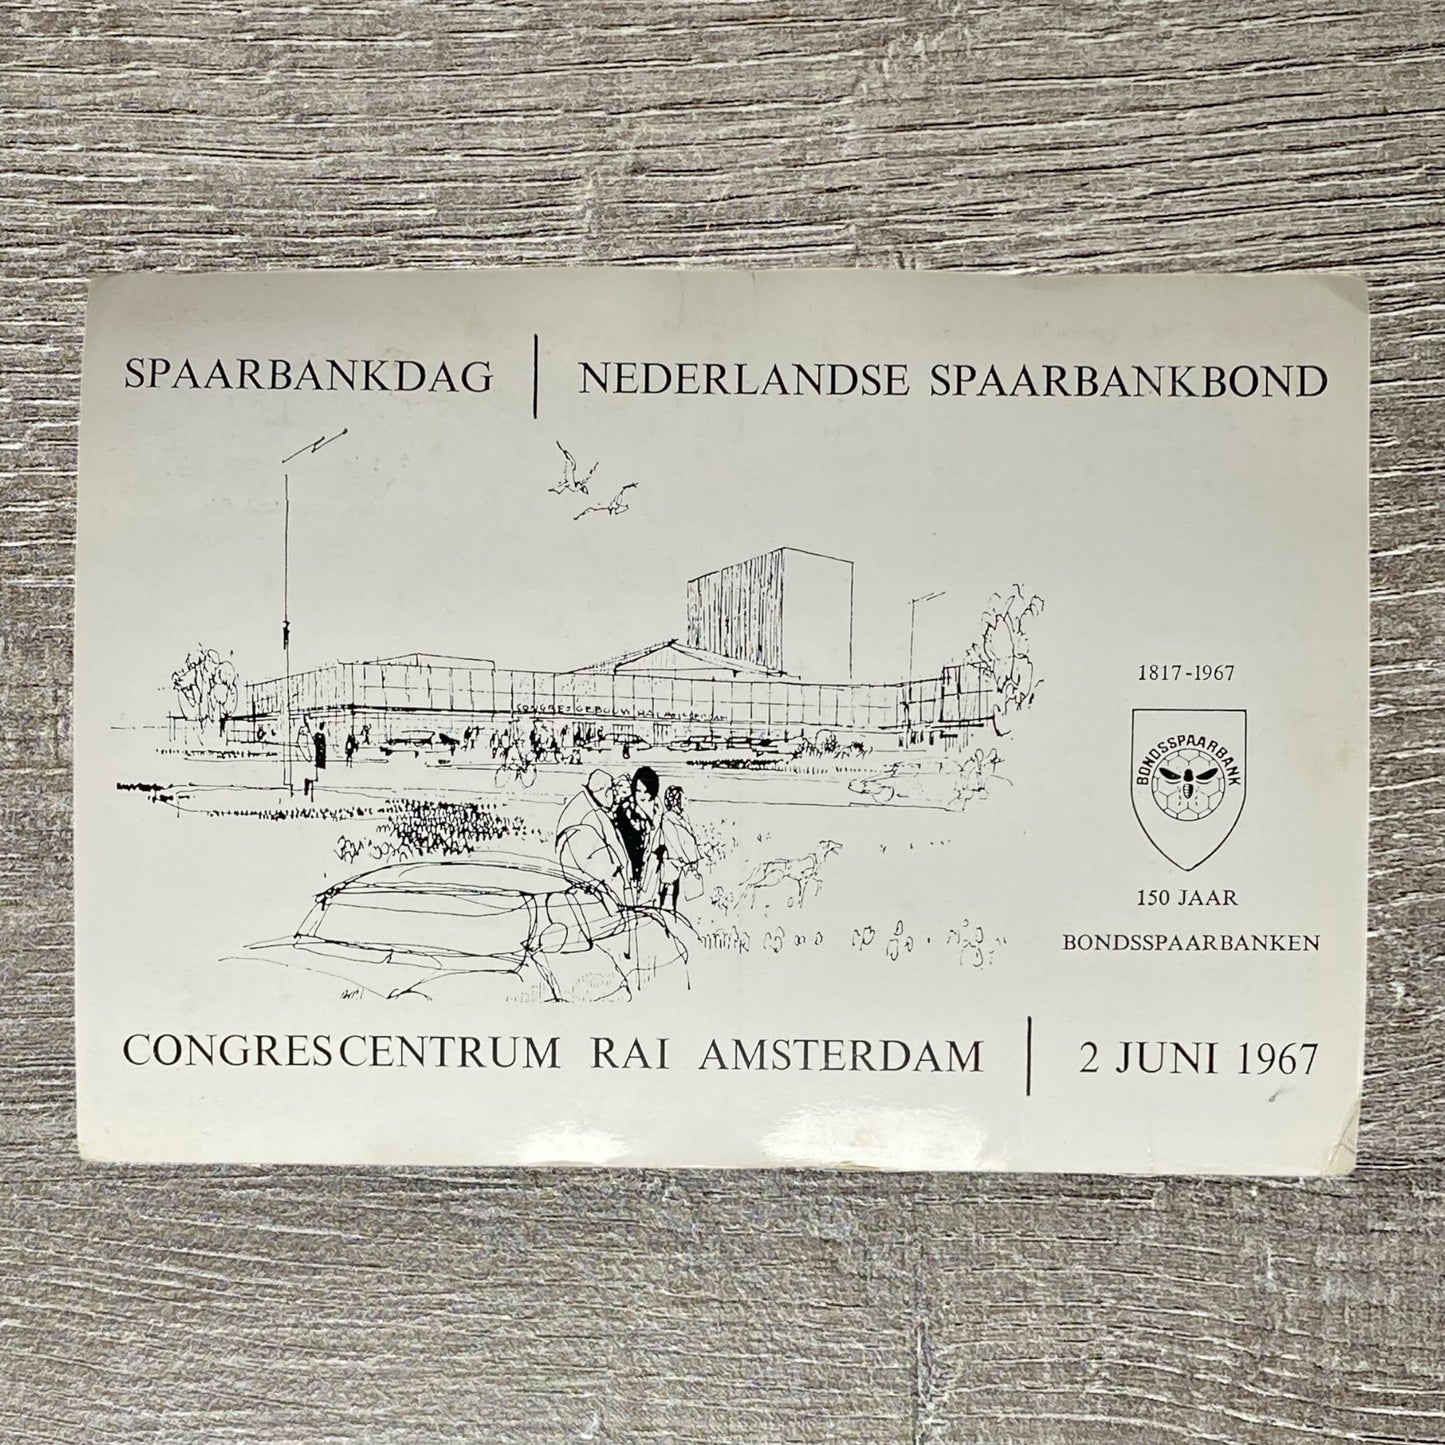 SPAARBANKDAG | NEDERLANDSE SPAARBANKBOND
1817-1967
BONDSSPAARBANK
150 JAAR
BONDSSPAARBANKEN
CONGRESCENTRUM RAI AMSTERDAM | 2 JUNI 1967